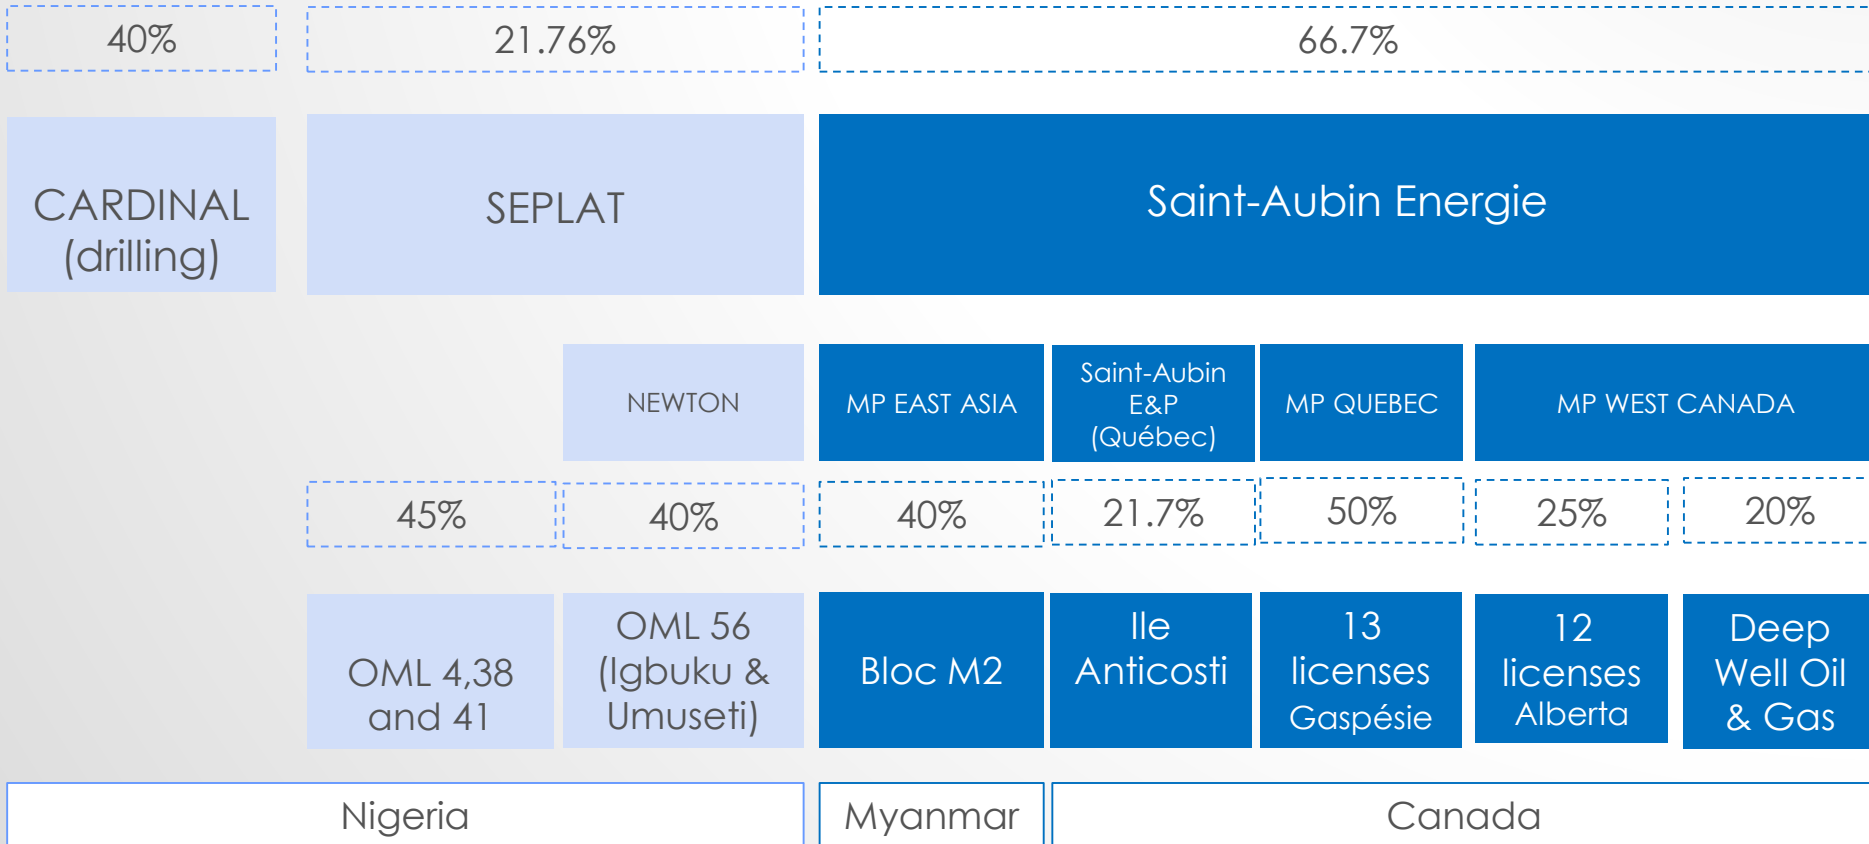 40%
21.76%
66.7%
CARDINAL
(drilling)
SEPLAT
Saint-Aubin Energie
NEWTON
MP EAST ASIA
Saint-Aubin
E&P
(Québec)
MP QUEBEC
MP WEST CANADA
45%
40%
40%
21.7%
50%
25%
20%
OML 4,38
and 41
OML 56
(Igbuku &
Umuseti)
Bloc M2
Ile
Anticosti
13
licenses
Gaspésie
12
licenses
Alberta
Deep
Well Oil
& Gas
Nigeria
Myanmar
Canada